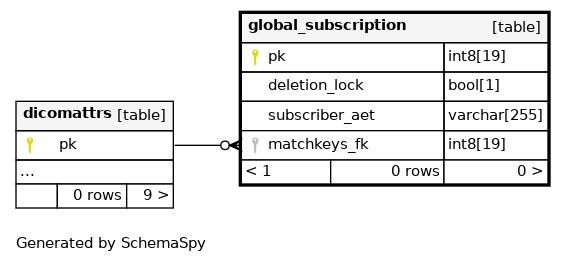 global_subscription [table]
pk int8[19]
deletion_lock bool[1]
subscriber_aet varchar[255]
matchkeys_fk int8[19]
< 1 0 rows 0 >
dicomattrs [table]
pk
...
0 rows 9 >
Generated by SchemaSpy